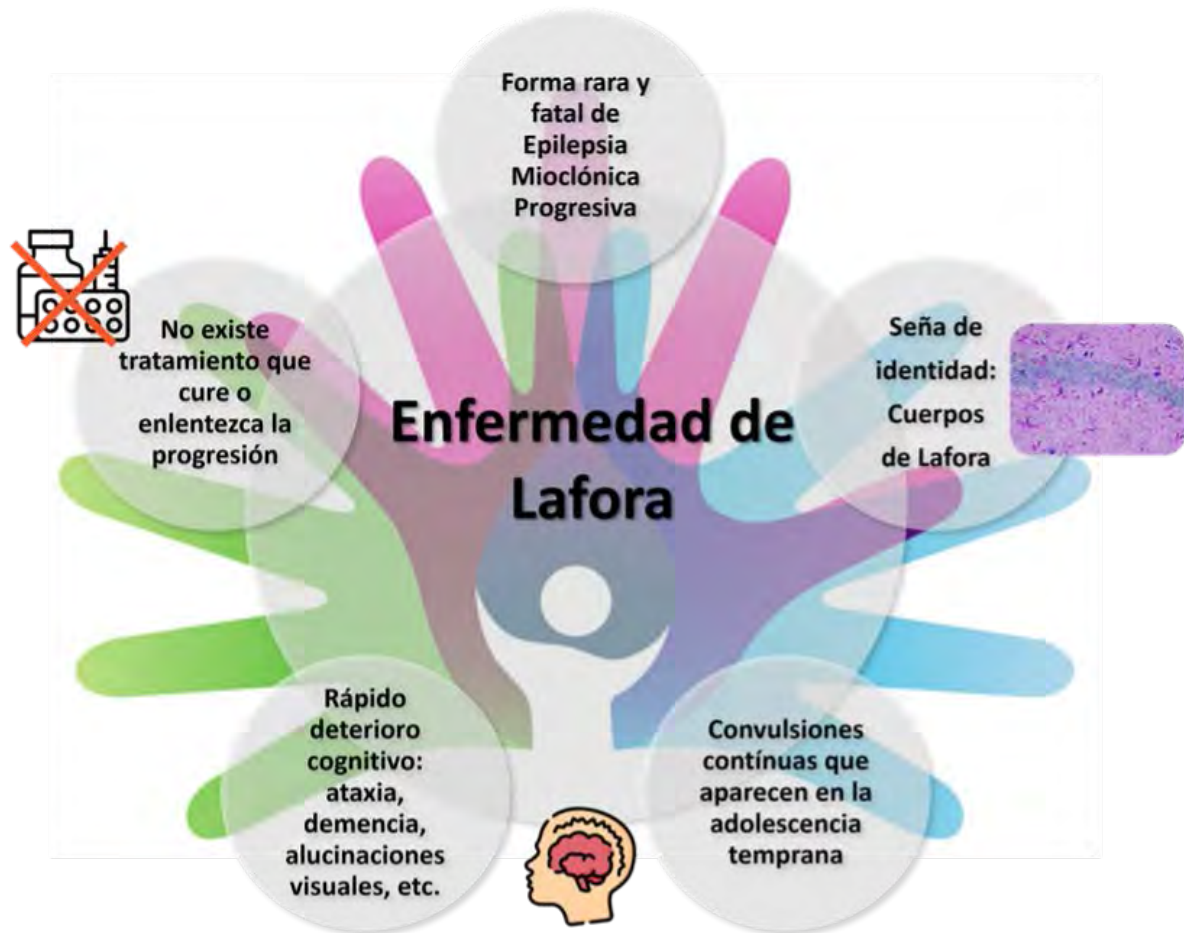 Forma rara y
fatal de
Epilepsia
Mioclónica
Progresiva
No existe
tratamiento que
cure o
enlentezca la
progresión
Enfermedad de
Lafora
Seña de
identidad:
Cuerpos
de Lafora
Rápido
deterioro
cognitivo:
ataxia,
demencia,
alucinaciones
visuales, etc.
Convulsiones
contínuas que
aparecen en la
adolescencia
temprana